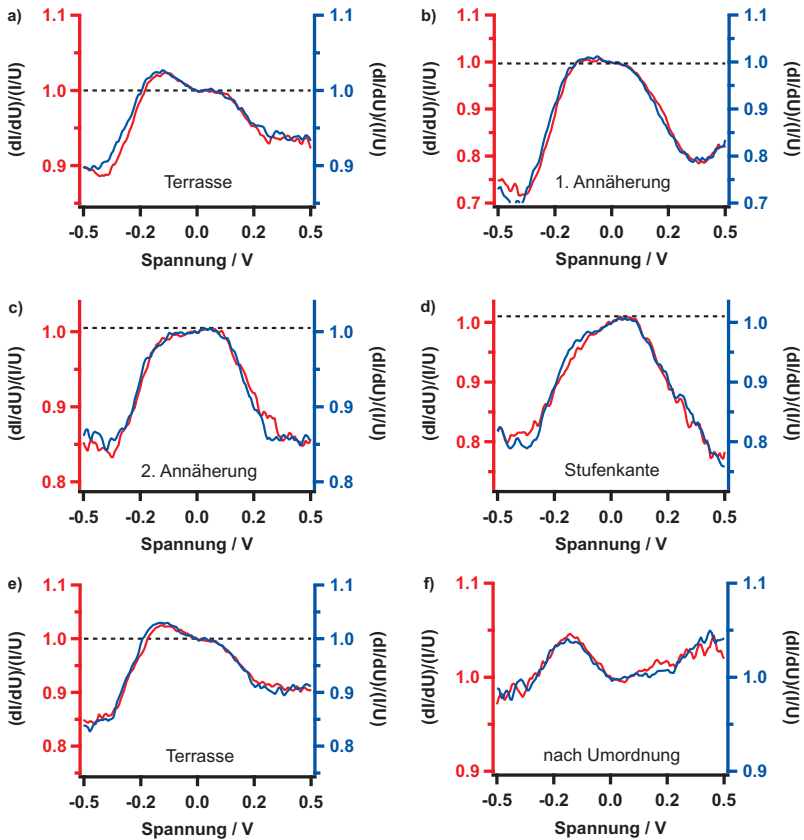 a)
1.1
1.0
0.9
(dI/dU)/(I/U)
1.1
1.0
0.9
(dI/dU)/(I/U)
Terrasse
-0.5
-0.2
0.0
0.2
0.5
Spannung / V
b)
1.1
1.0
0.9
0.8
0.7
(dI/dU)/(I/U)
1.1
1.0
0.9
0.8
0.7
(dI/dU)/(I/U)
1. Annäherung
-0.5
-0.2
0.0
0.2
0.5
Spannung / V
c)
1.0
0.9
0.8
(dI/dU)/(I/U)
1.0
0.9
0.8
(dI/dU)/(I/U)
2. Annäherung
-0.5
-0.2
0.0
0.2
0.5
Spannung / V
d)
1.0
0.9
0.8
(dI/dU)/(I/U)
1.0
0.9
0.8
(dI/dU)/(I/U)
Stufenkante
-0.5
-0.2
0.0
0.2
0.5
Spannung / V
e)
1.1
1.0
0.9
0.8
(dI/dU)/(I/U)
1.1
1.0
0.9
0.8
(dI/dU)/(I/U)
Terrasse
-0.5
-0.2
0.0
0.2
0.5
Spannung / V
f)
1.1
1.0
0.9
(dI/dU)/(I/U)
1.1
1.0
0.9
(dI/dU)/(I/U)
nach Umordnung
-0.5
-0.2
0.0
0.2
0.5
Spannung / V